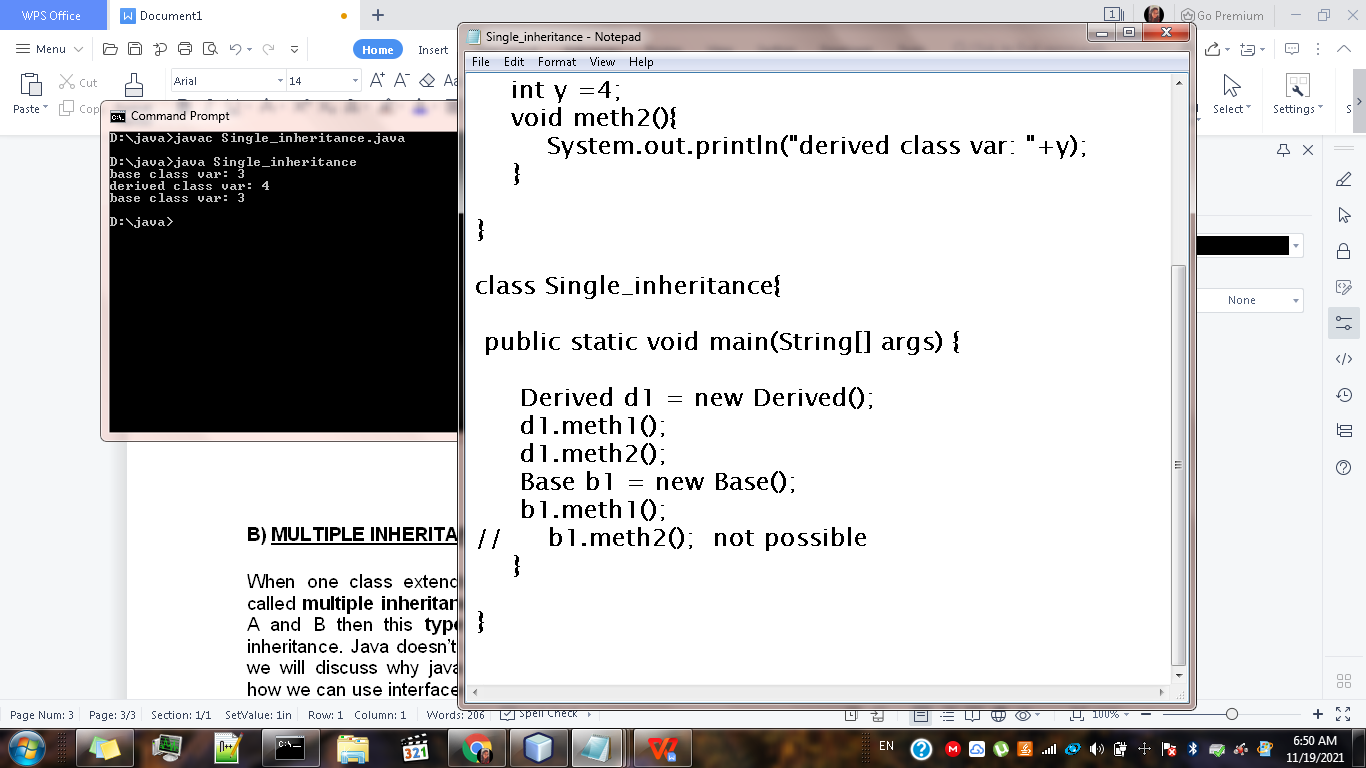 WPS Office
Document1
1
Go Premium
Menu
Home
Insert
Paste
Cut
Arial
14
Select
Settings
Command Prompt
D:\java>javac Single_inheritance.java
D:\java>java Single_inheritance
base class var: 3
derived class var: 4
base class var: 3
D:\java>
Single_inheritance - Notepad
File Edit Format View Help
int y =4;
void meth2(){
System.out.println("derived class var: "+y);
}
}
class Single_inheritance{
public static void main(String[] args) {
Derived d1 = new Derived();
d1.meth1();
d1.meth2();
Base b1 = new Base();
b1.meth1();
// b1.meth2(); not possible
}
}
None
B) MULTIPLE INHERITA
When one class extend
called multiple inheritan
A and B then this type
inheritance. Java doesn't
we will discuss why java
how we can use interface
Page Num: 3 Page: 3/3 Section: 1/1 SetValue: 1in Row: 1 Column: 1 Words: 206 Spell Check 100%
321
EN
6:50 AM
11/19/2021